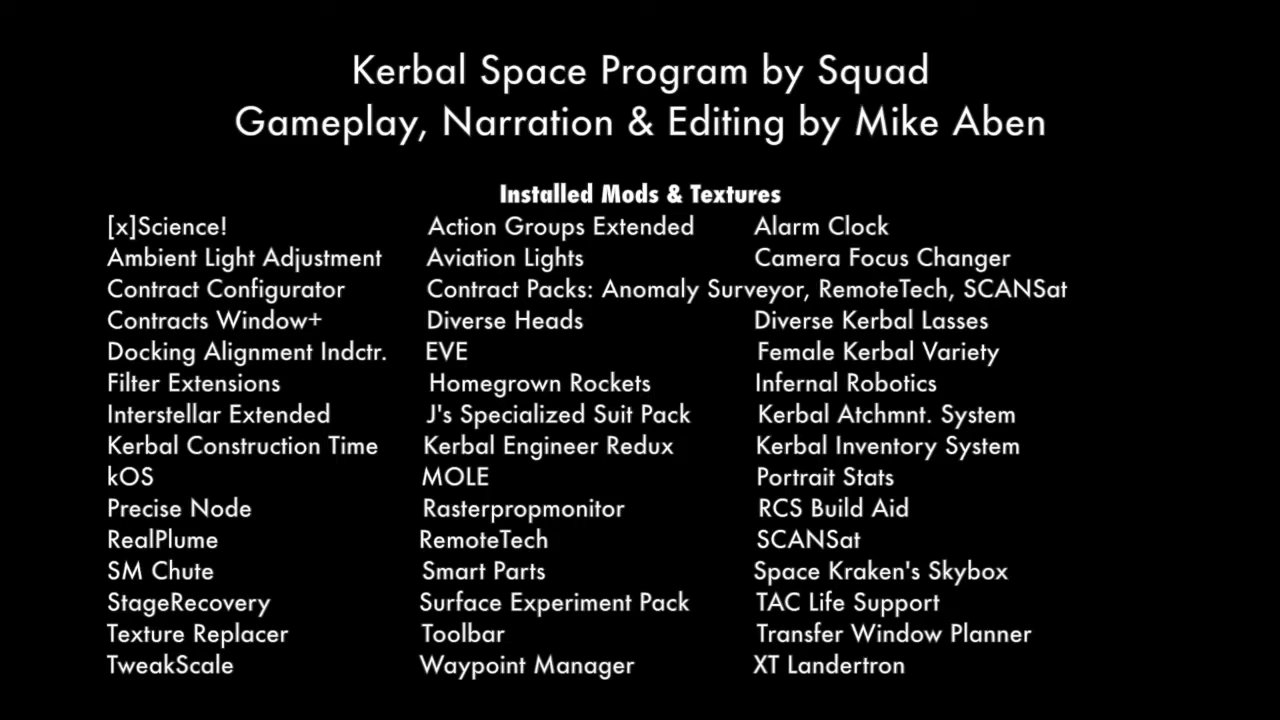 Kerbal Space Program by Squad
Gameplay, Narration & Editing by Mike Aben
Installed Mods & Textures
[x]Science! Action Groups Extended Alarm Clock
Ambient Light Adjustment Aviation Lights Camera Focus Changer
Contract Configurator Contract Packs: Anomaly Surveyor, RemoteTech, SCANSat
Contracts Window+ Diverse Heads Diverse Kerbal Lasses
Docking Alignment Indctr. EVE Female Kerbal Variety
Filter Extensions Homegrown Rockets Infernal Robotics
Interstellar Extended J's Specialized Suit Pack Kerbal Atchmnt. System
Kerbal Construction Time Kerbal Engineer Redux Kerbal Inventory System
kOS MOLE Portrait Stats
Precise Node Rasterpropmonitor RCS Build Aid
RealPlume RemoteTech SCANSat
SM Chute Smart Parts Space Kraken's Skybox
StageRecovery Surface Experiment Pack TAC Life Support
Texture Replacer Toolbar Transfer Window Planner
TweakScale Waypoint Manager XT Landertron